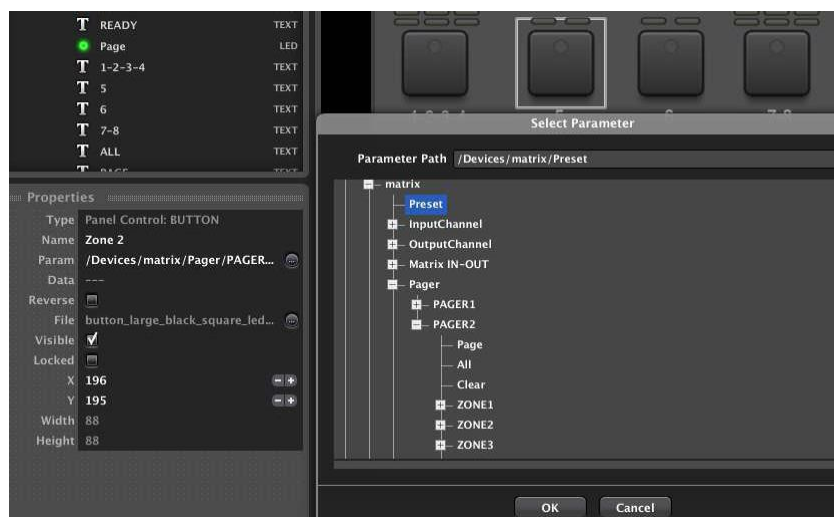 READY TEXT
Page LED
1-2-3-4 TEXT
5 TEXT
6 TEXT
7-8 TEXT
ALL TEXT
PAGE TEXT
Properties
Type Panel Control: BUTTON
Name Zone 2
Param /Devices/matrix/Pager/PAGER...
Data ---
Reverse
File button_large_black_square_led...
Visible
Locked
X 196
Y 195
Width 88
Height 88
Select Parameter
Parameter Path /Devices/matrix/Preset
matrix
Preset
InputChannel
OutputChannel
Matrix IN-OUT
Pager
PAGER1
PAGER2
Page
All
Clear
ZONE1
ZONE2
ZONE3
OK Cancel